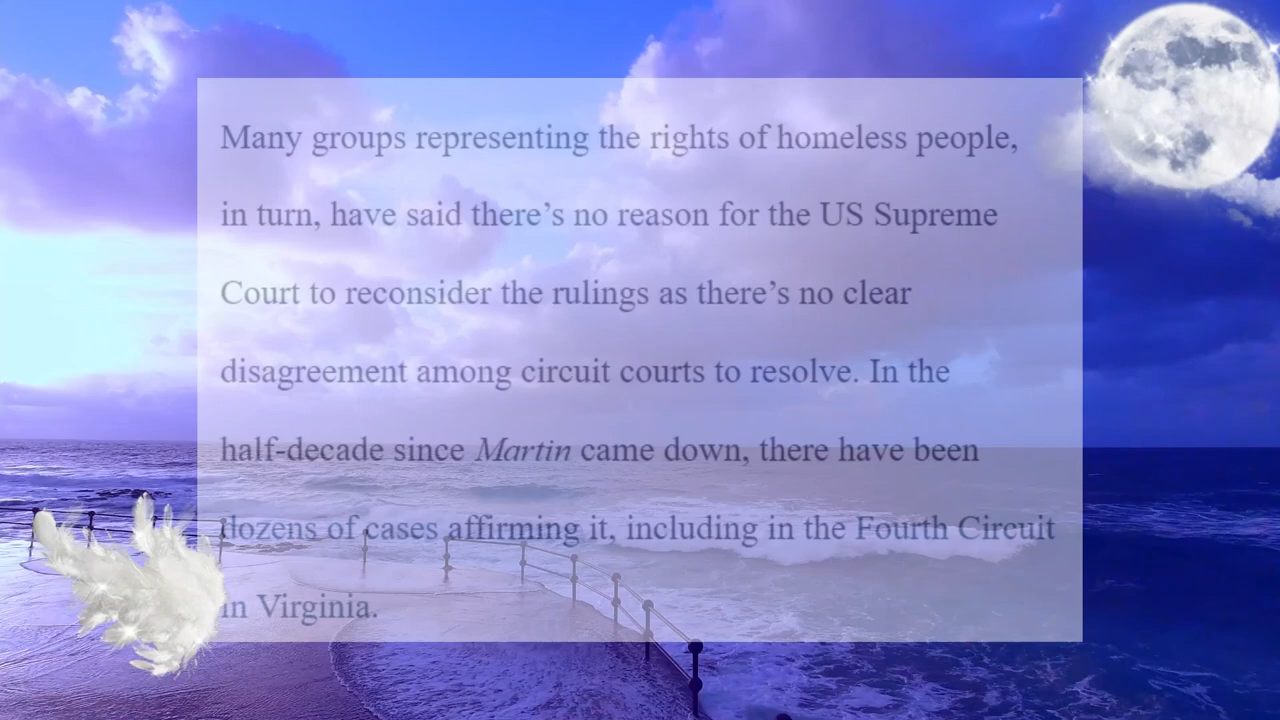 Many groups representing the rights of homeless people,
in turn, have said there’s no reason for the US Supreme
Court to reconsider the rulings as there’s no clear
disagreement among circuit courts to resolve. In the
half-decade since Martin came down, there have been
dozens of cases affirming it, including in the Fourth Circuit
in Virginia.